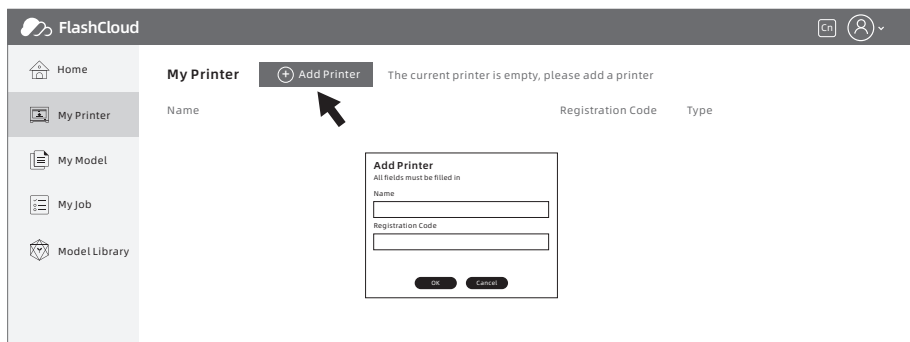 FlashCloud
Cn
Home
My Printer
My Model
My Job
Model Library
My Printer
Add Printer
The current printer is empty, please add a printer
Name
Registration Code
Type
Add Printer
All fields must be filled in
Name
Registration Code
OK
Cancel